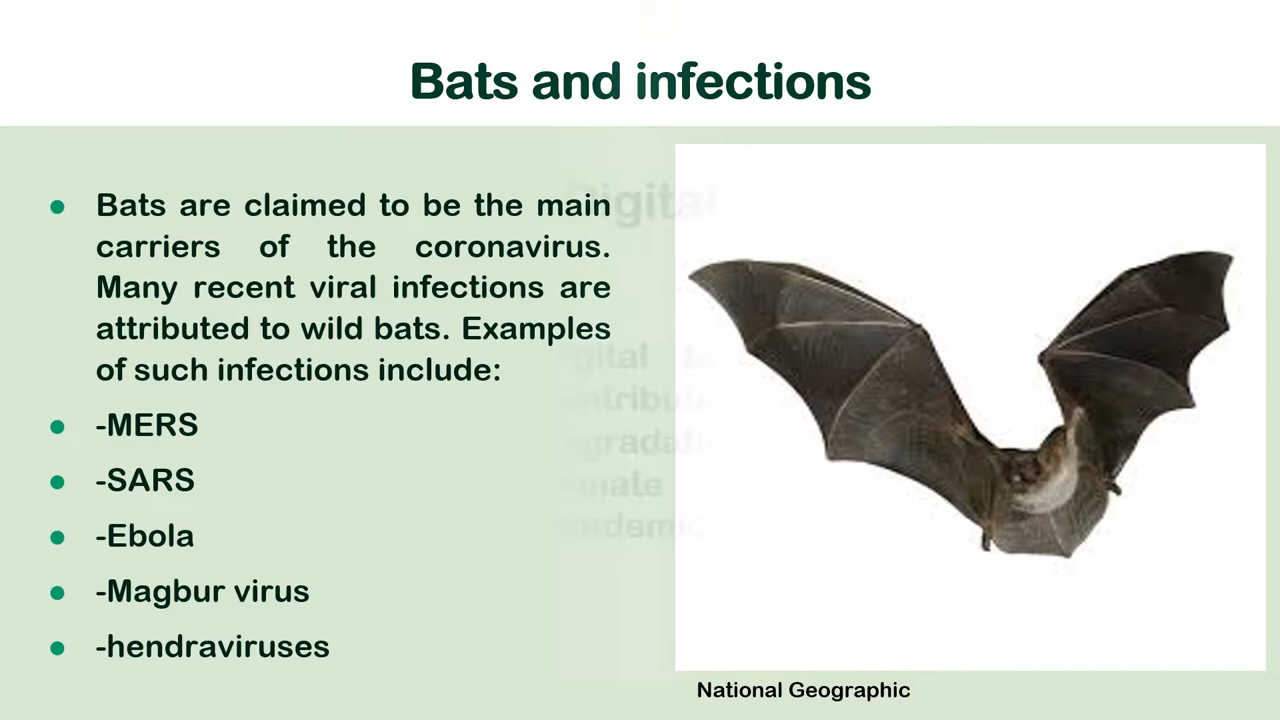 Bats and infections
Bats are claimed to be the main
carriers of the coronavirus.
Many recent viral infections are
attributed to wild bats. Examples
of such infections include:
-MERS
-SARS
-Ebola
-Magbur virus
-hendraviruses
National Geographic